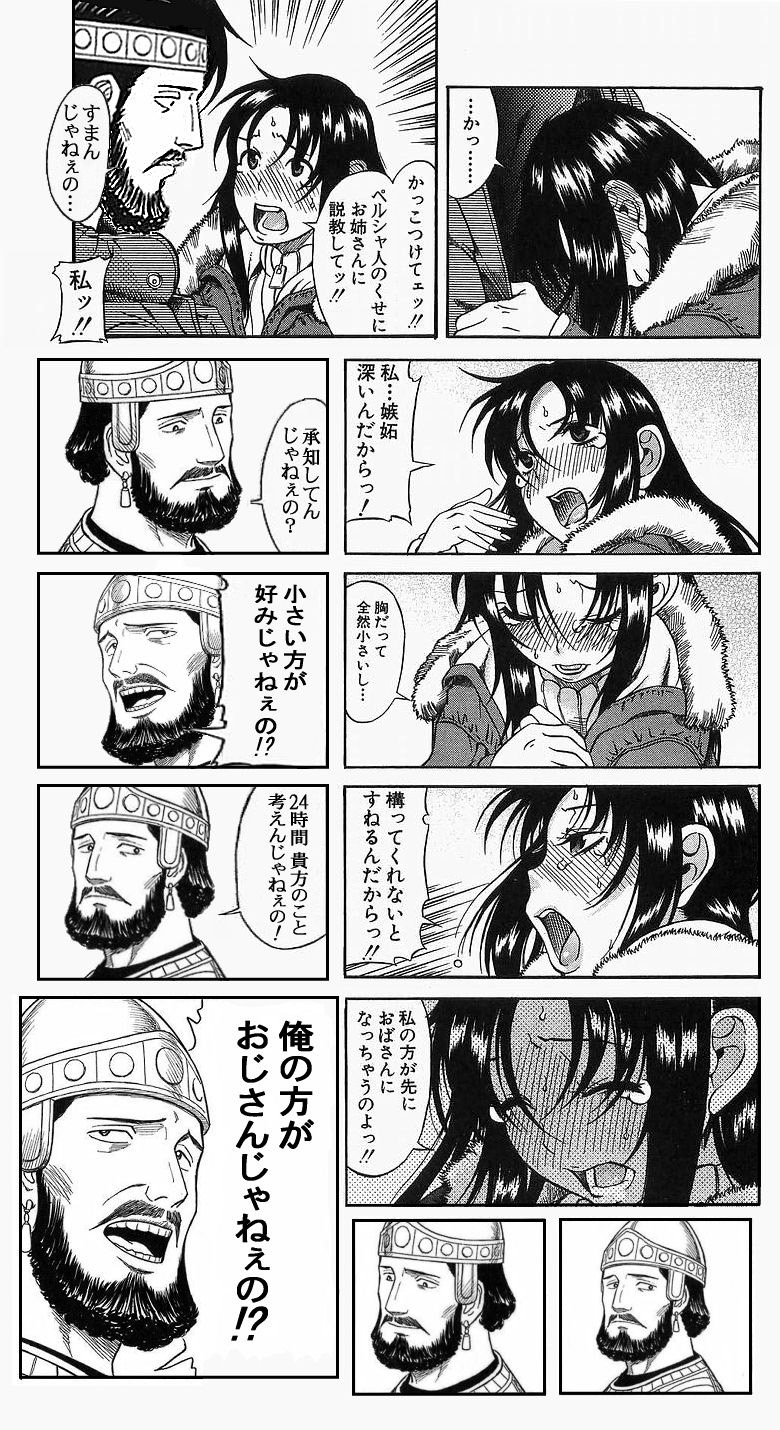 …かっ……
かっこつけてェッ!!
ペルシャ人のくせに
お姉さんに
説教してッ!!
すまん
じゃねぇの…
私ッ!!
私…嫉妬
深いんだからっ!
承知してん
じゃねぇの?
胸だって
全然小さいし…
小さい方が
好みじゃねぇの!?
構ってくれないと
すねるんだからっ!!
24時間 貴方のこと
考えんじゃねぇの!
私の方が先に
おばさんに
なっちゃうのよっ!!
俺の方が
おじさんじゃねぇの!?